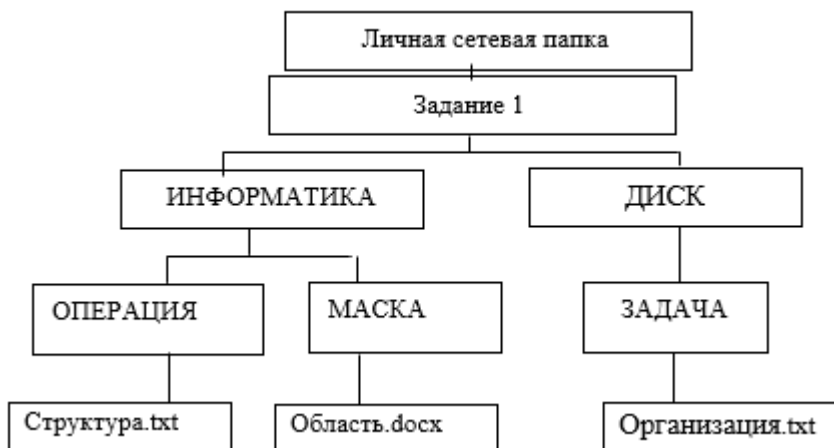 Личная сетевая папка
Задание 1
ИНФОРМАТИКА
ДИСК
ОПЕРАЦИЯ
МАСКА
ЗАДАЧА
Структура.txt
Область.docx
Организация.txt